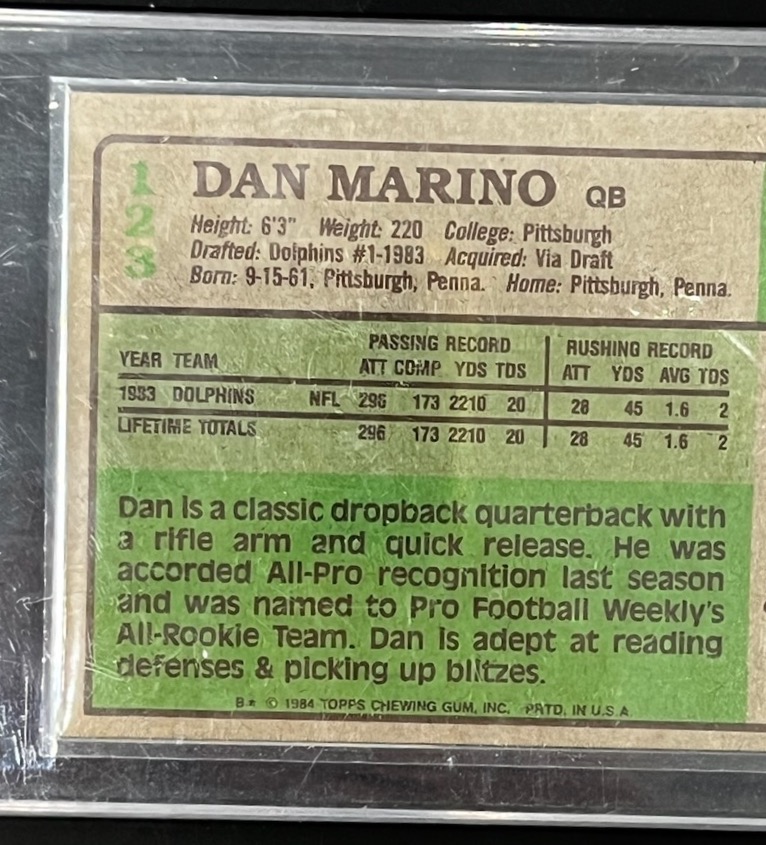 123
DAN MARINO QB
Height: 6'3" Weight: 220 College: Pittsburgh
Drafted: Dolphins #1-1983 Acquired: Via Draft
Born: 9-15-61, Pittsburgh, Penna. Home: Pittsburgh, Penna.
PASSING RECORD RUSHING RECORD
YEAR TEAM ATT COMP YDS TDS ATT YDS AVG TDS
1983 DOLPHINS NFL 296 173 2210 20 28 45 1.6 2
LIFETIME TOTALS 296 173 2210 20 28 45 1.6 2
Dan is a classic dropback quarterback with
a rifle arm and quick release. He was
accorded All-Pro recognition last season
and was named to Pro Football Weekly's
All-Rookie Team. Dan is adept at reading
defenses & picking up blitzes.
B* © 1984 TOPPS CHEWING GUM, INC. PRTD. IN U.S.A.